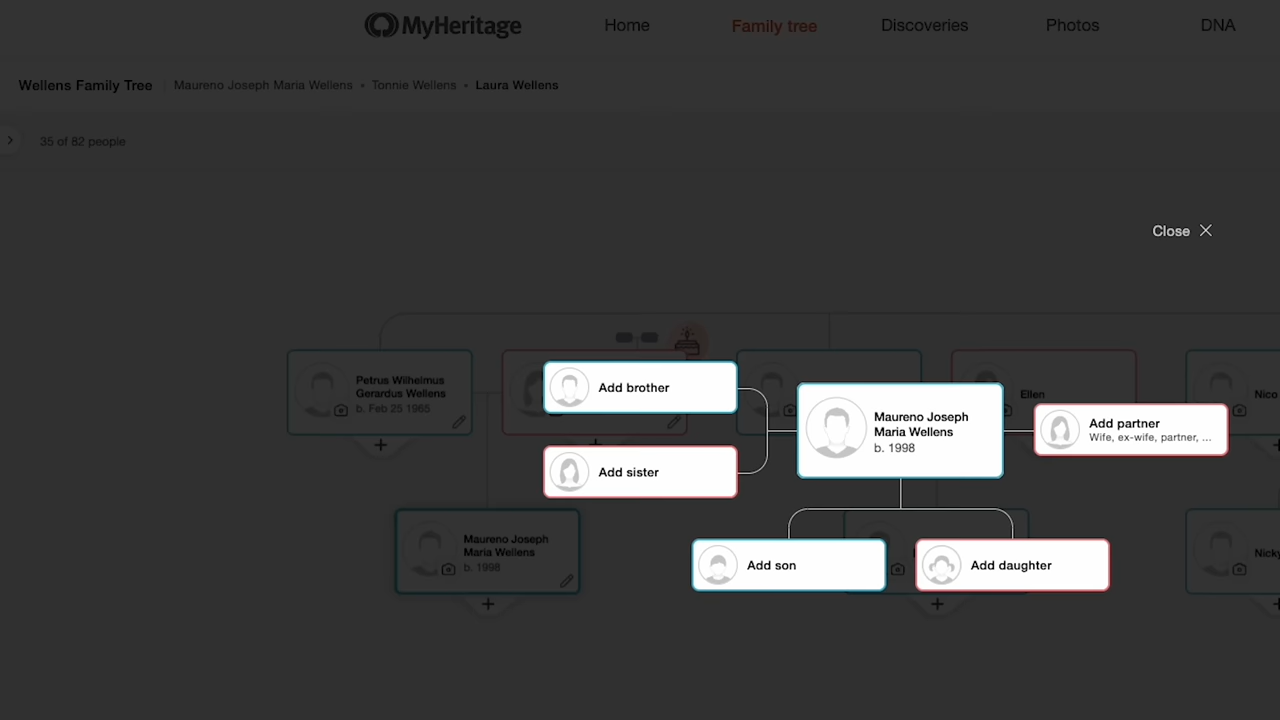 MyHeritage
Home
Family tree
Discoveries
Photos
DNA
Wellens Family Tree
Maureno Joseph Maria Wellens • Tonnie Wellens • Laura Wellens
35 of 82 people
Close
Petrus Wilhelmus
Gerardus Wellens
b. Feb 25 1965
Add brother
Add sister
Maureno Joseph
Maria Wellens
b. 1998
Ellen
Add partner
Wife, ex-wife, partner, ...
Nico
Maureno Joseph
Maria Wellens
b. 1998
Add son
Add daughter
Nicky